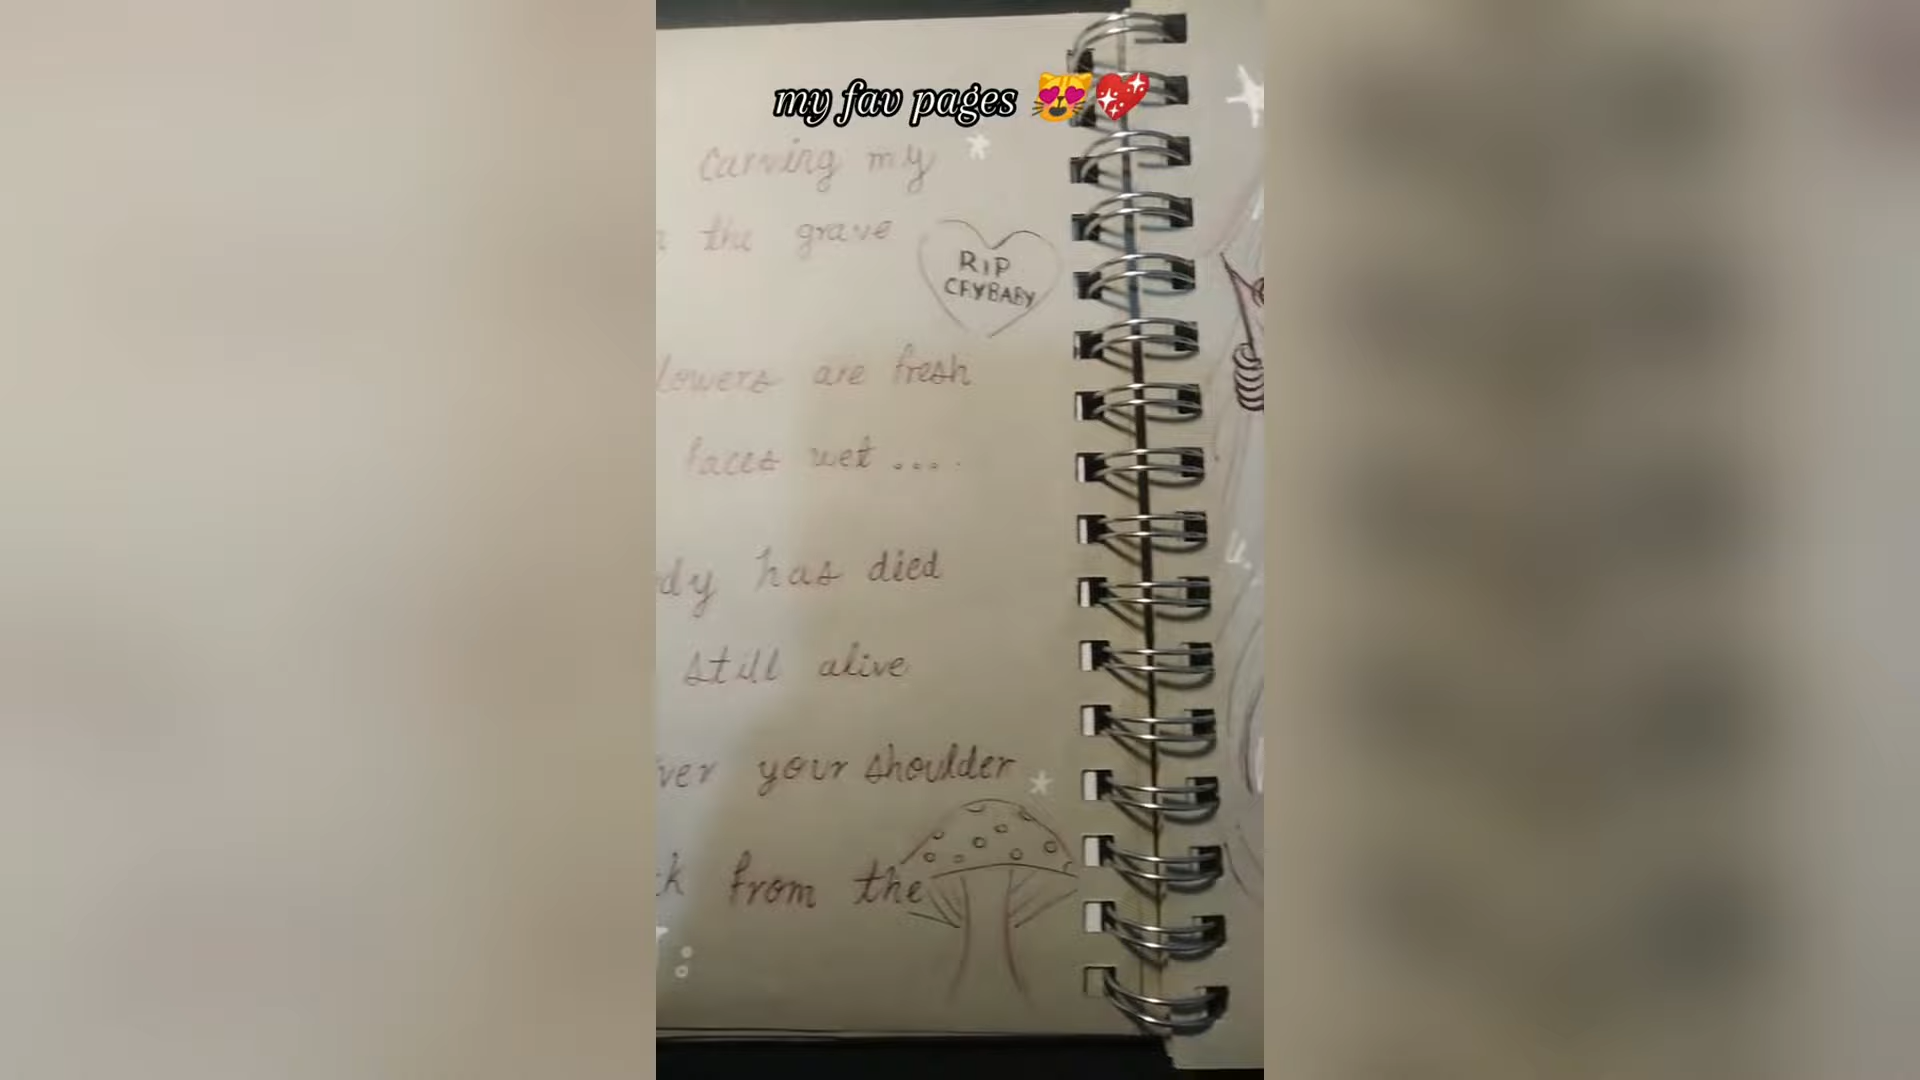 my fav pages 😻💖
carving my
the grave
RIP
CRYBABY
lowers are fresh
faces wet ....
dy has died
still alive
ver your shoulder
k from the